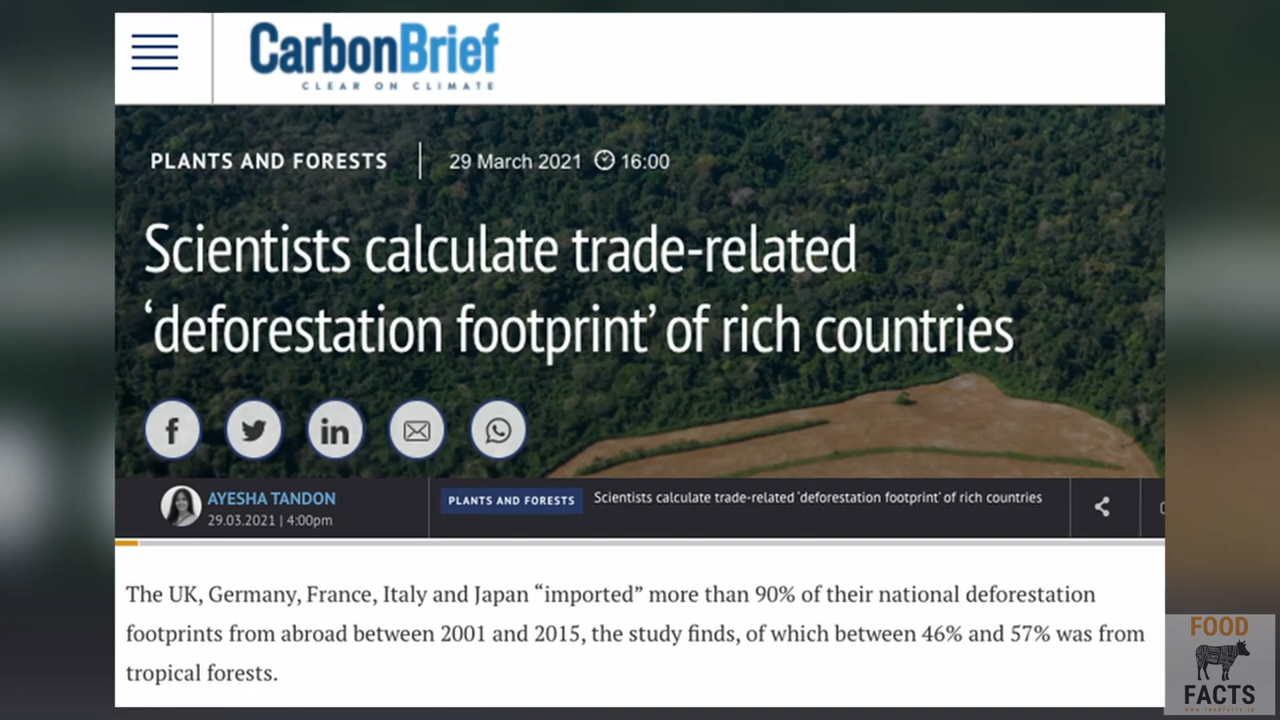 CarbonBrief
CLEAR ON CLIMATE
PLANTS AND FORESTS
29 March 2021 16:00
Scientists calculate trade-related
‘deforestation footprint’ of rich countries
AYESHA TANDON
29.03.2021 | 4:00pm
PLANTS AND FORESTS
Scientists calculate trade-related ‘deforestation footprint’ of rich countries
The UK, Germany, France, Italy and Japan “imported” more than 90% of their national deforestation
footprints from abroad between 2001 and 2015, the study finds, of which between 46% and 57% was from
tropical forests.
FOOD
FACTS